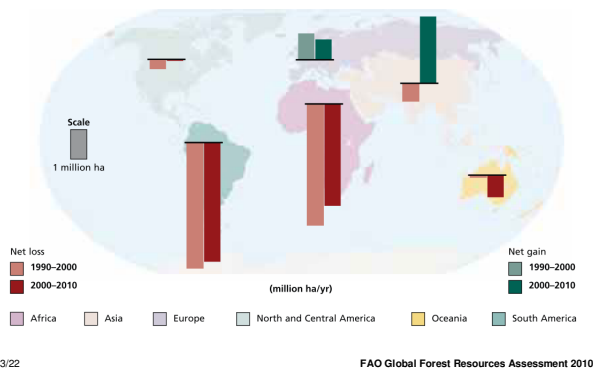 Scale
1 million ha
Net loss
1990–2000
2000–2010
(million ha/yr)
Net gain
1990–2000
2000–2010
Africa
Asia
Europe
North and Central America
Oceania
South America
3/22
FAO Global Forest Resources Assessment 2010